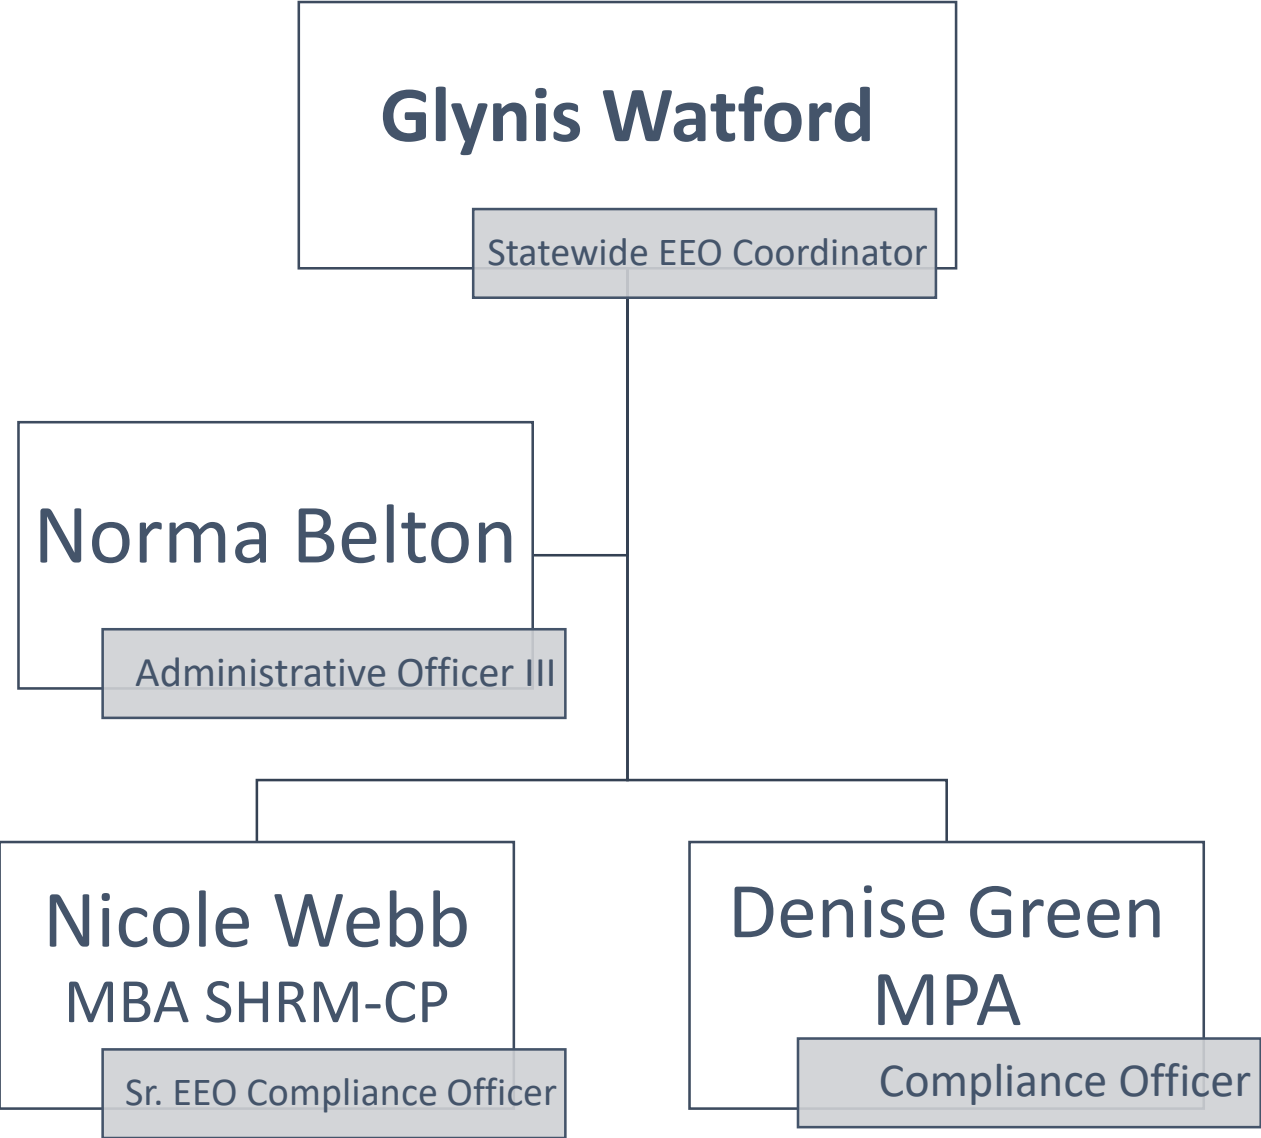 Glynis Watford
Statewide EEO Coordinator
Norma Belton
Administrative Officer III
Nicole Webb
MBA SHRM-CP
Sr. EEO Compliance Officer
Denise Green
MPA
Compliance Officer